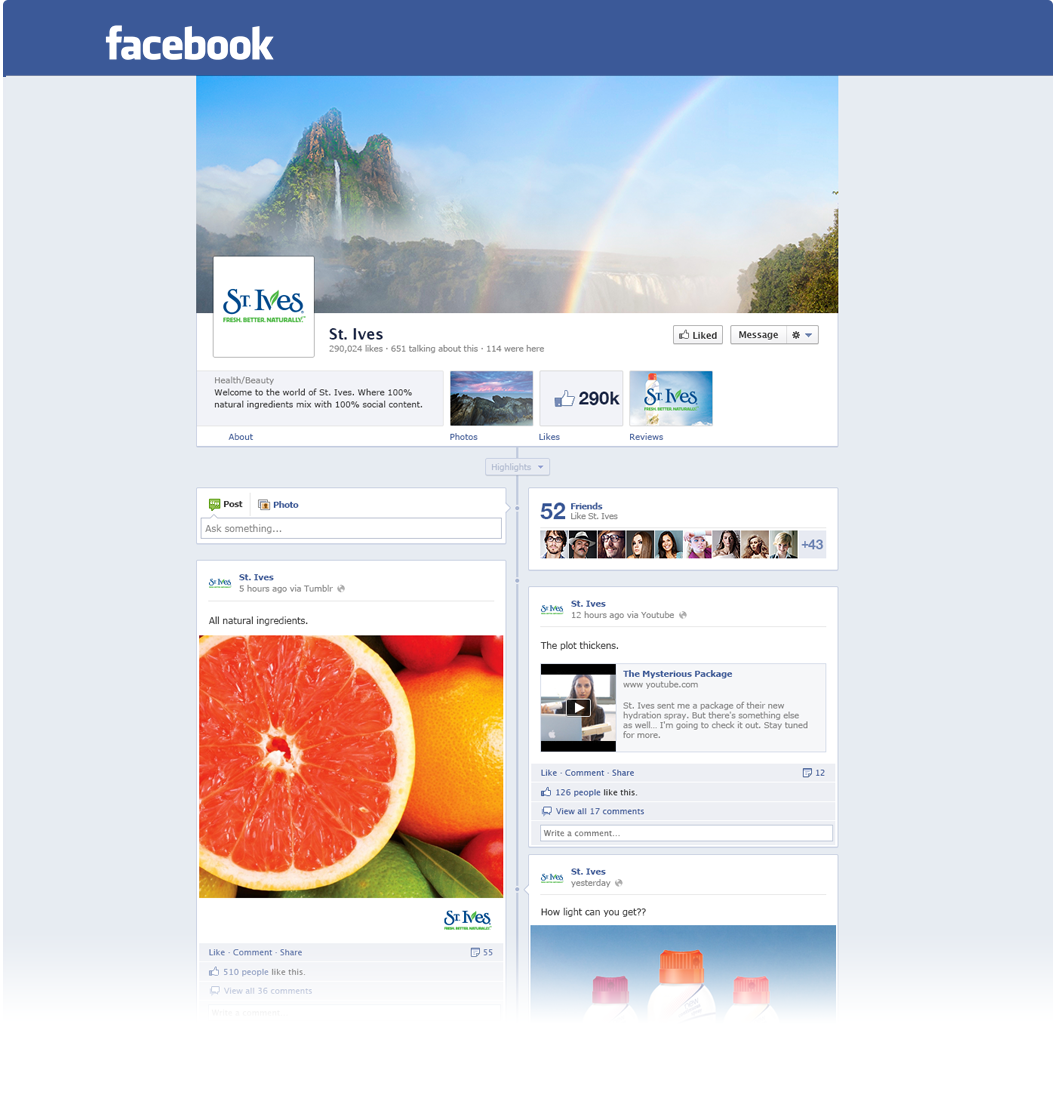 facebook
St. Ives
FRESH. BETTER. NATURALLY.
St. Ives
290,024 likes · 651 talking about this · 114 were here
Liked
Message
Health/Beauty
Welcome to the world of St. Ives. Where 100%
natural ingredients mix with 100% social content.
290k
St. Ives
FRESH. BETTER. NATURALLY.
About
Photos
Likes
Reviews
Highlights
Post
Photo
Ask something...
52 Friends
Like St. Ives
+43
St. Ives
St. Ives
5 hours ago via Tumblr
All natural ingredients.
St. Ives
FRESH. BETTER. NATURALLY.
Like · Comment · Share
55
510 people like this.
View all 36 comments
Write a comment...
St. Ives
St. Ives
12 hours ago via Youtube
The plot thickens.
The Mysterious Package
www youtube.com
St. Ives sent me a package of their new
hydration spray. But there's something else
as well... I'm going to check it out. Stay tuned
for more.
Like · Comment · Share
12
126 people like this.
View all 17 comments
Write a comment...
St. Ives
St. Ives
yesterday
How light can you get??